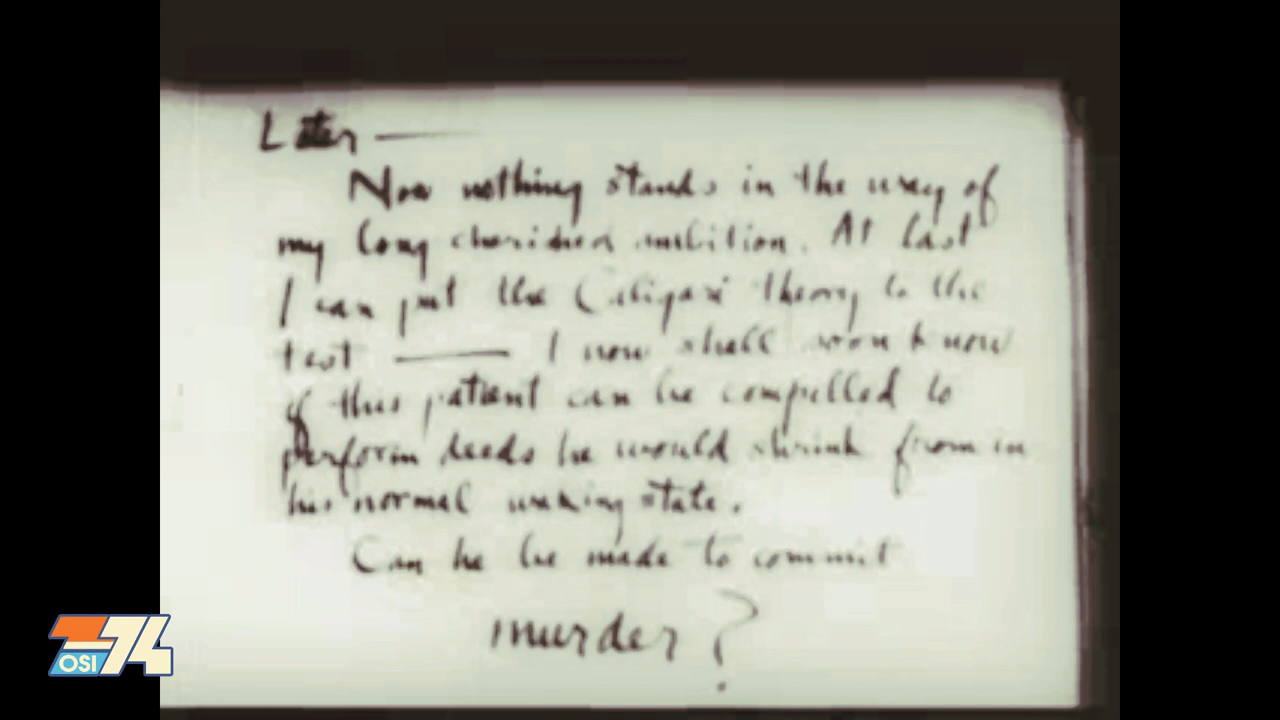 Later —
Now nothing stands in the way of
my long cherished ambition. At last
I can put the Caligari theory to the
test — I now shall soon know
if this patient can be compelled to
perform deeds he would shrink from in
his normal waking state.
Can he be made to commit
murder?
OSI 74